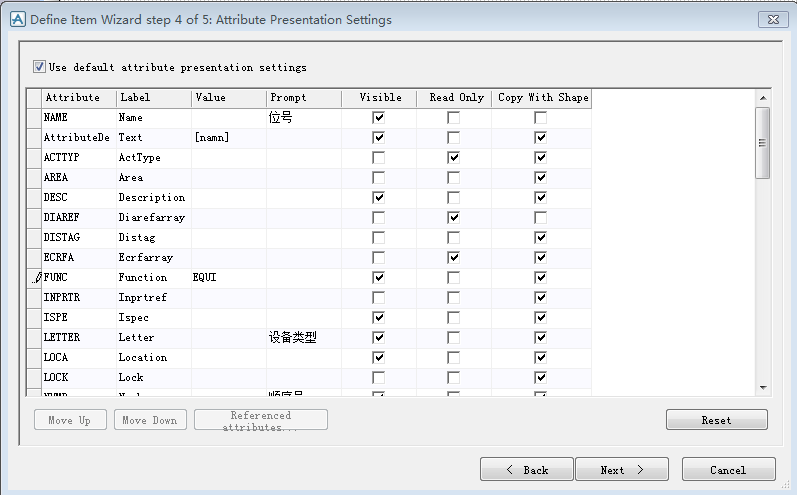 Define Item Wizard step 4 of 5: Attribute Presentation Settings
Use default attribute presentation settings
Attribute Label Value Prompt Visible Read Only Copy With Shape
NAME Name 位号
AttributeDe Text [namn]
ACTTYP ActType
AREA Area
DESC Description
DIAREF Diarefarray
DISTAG Distag
ECRFA Ecrfarray
FUNC Function EQUI
INPRTR Inprtref
ISPE Ispec
LETTER Letter 设备类型
LOCA Location
LOCK Lock
Move Up Move Down Referenced attributes... Reset
< Back Next > Cancel